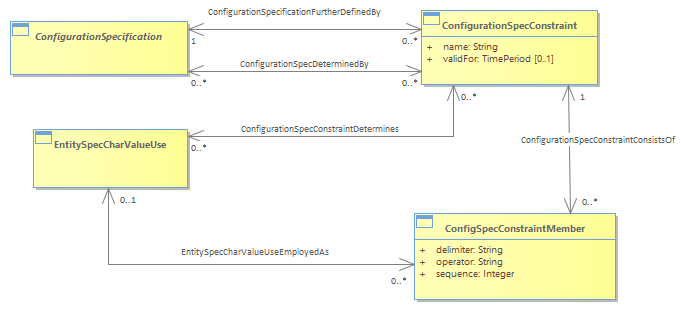 ConfigurationSpecificationFurtherDefinedBy
ConfigurationSpecification
1
0..*
ConfigurationSpecConstraint
+ name: String
+ validFor: TimePeriod [0..1]
ConfigurationSpecDeterminedBy
0..*
0..*
0..*
1
ConfigurationSpecConstraintDetermines
0..*
EntitySpecCharValueUse
ConfigurationSpecConstraintConsistsOf
0..1
0..*
ConfigSpecConstraintMember
+ delimiter: String
+ operator: String
+ sequence: Integer
EntitySpecCharValueUseEmployedAs
0..*